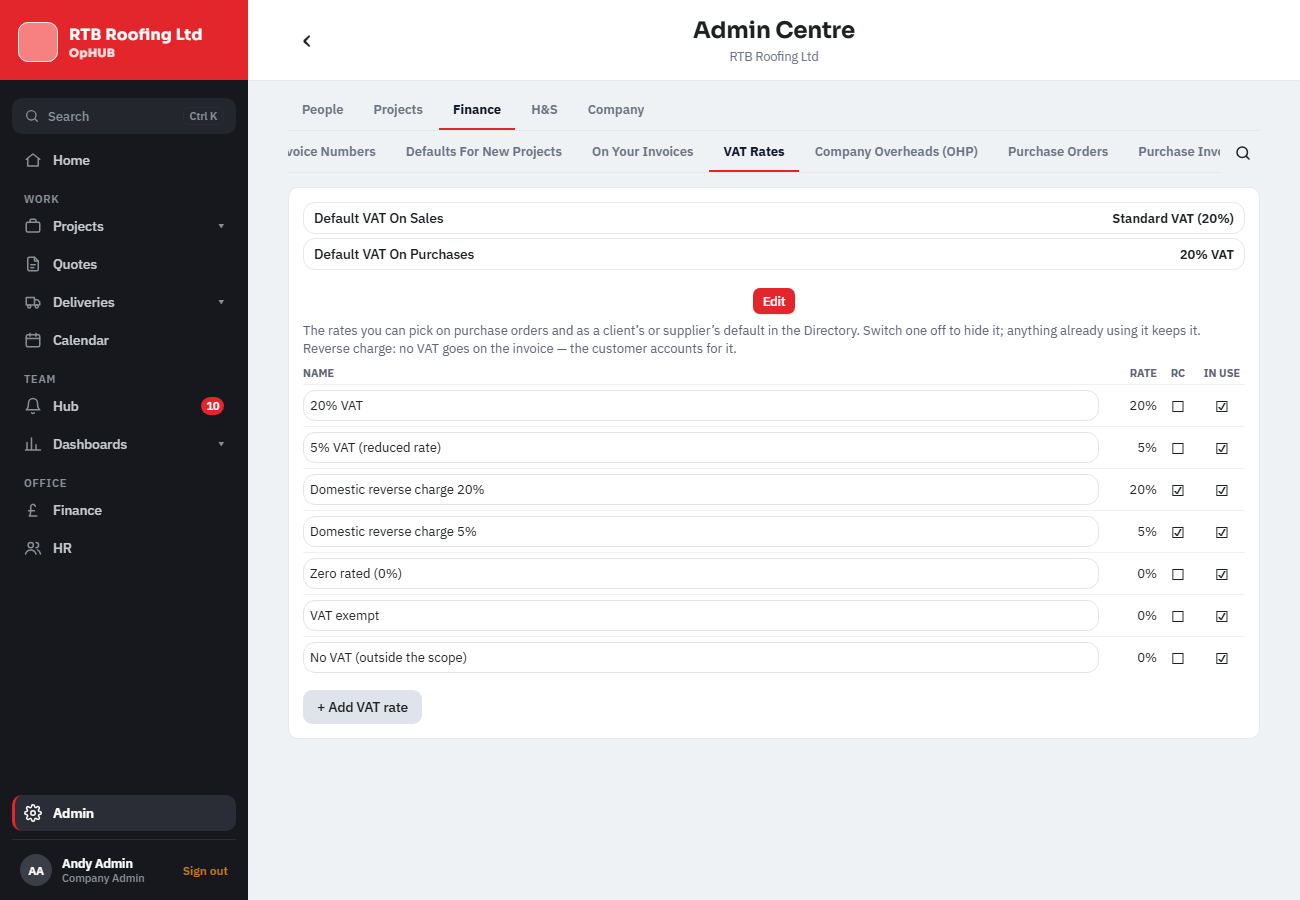 RTB Roofing Ltd
OpHUB
Search
Ctrl K
Home
WORK
Projects
Quotes
Deliveries
Calendar
TEAM
Hub
10
Dashboards
OFFICE
Finance
HR
Admin
AA
Andy Admin
Company Admin
Sign out
Admin Centre
RTB Roofing Ltd
People
Projects
Finance
H&S
Company
voice Numbers
Defaults For New Projects
On Your Invoices
VAT Rates
Company Overheads (OHP)
Purchase Orders
Purchase Inv
Default VAT On Sales
Standard VAT (20%)
Default VAT On Purchases
20% VAT
Edit
The rates you can pick on purchase orders and as a client’s or supplier’s default in the Directory. Switch one off to hide it; anything already using it keeps it.
Reverse charge: no VAT goes on the invoice — the customer accounts for it.
NAME RATE RC IN USE
20% VAT 20%
5% VAT (reduced rate) 5%
Domestic reverse charge 20% 20%
Domestic reverse charge 5% 5%
Zero rated (0%) 0%
VAT exempt 0%
No VAT (outside the scope) 0%
+ Add VAT rate